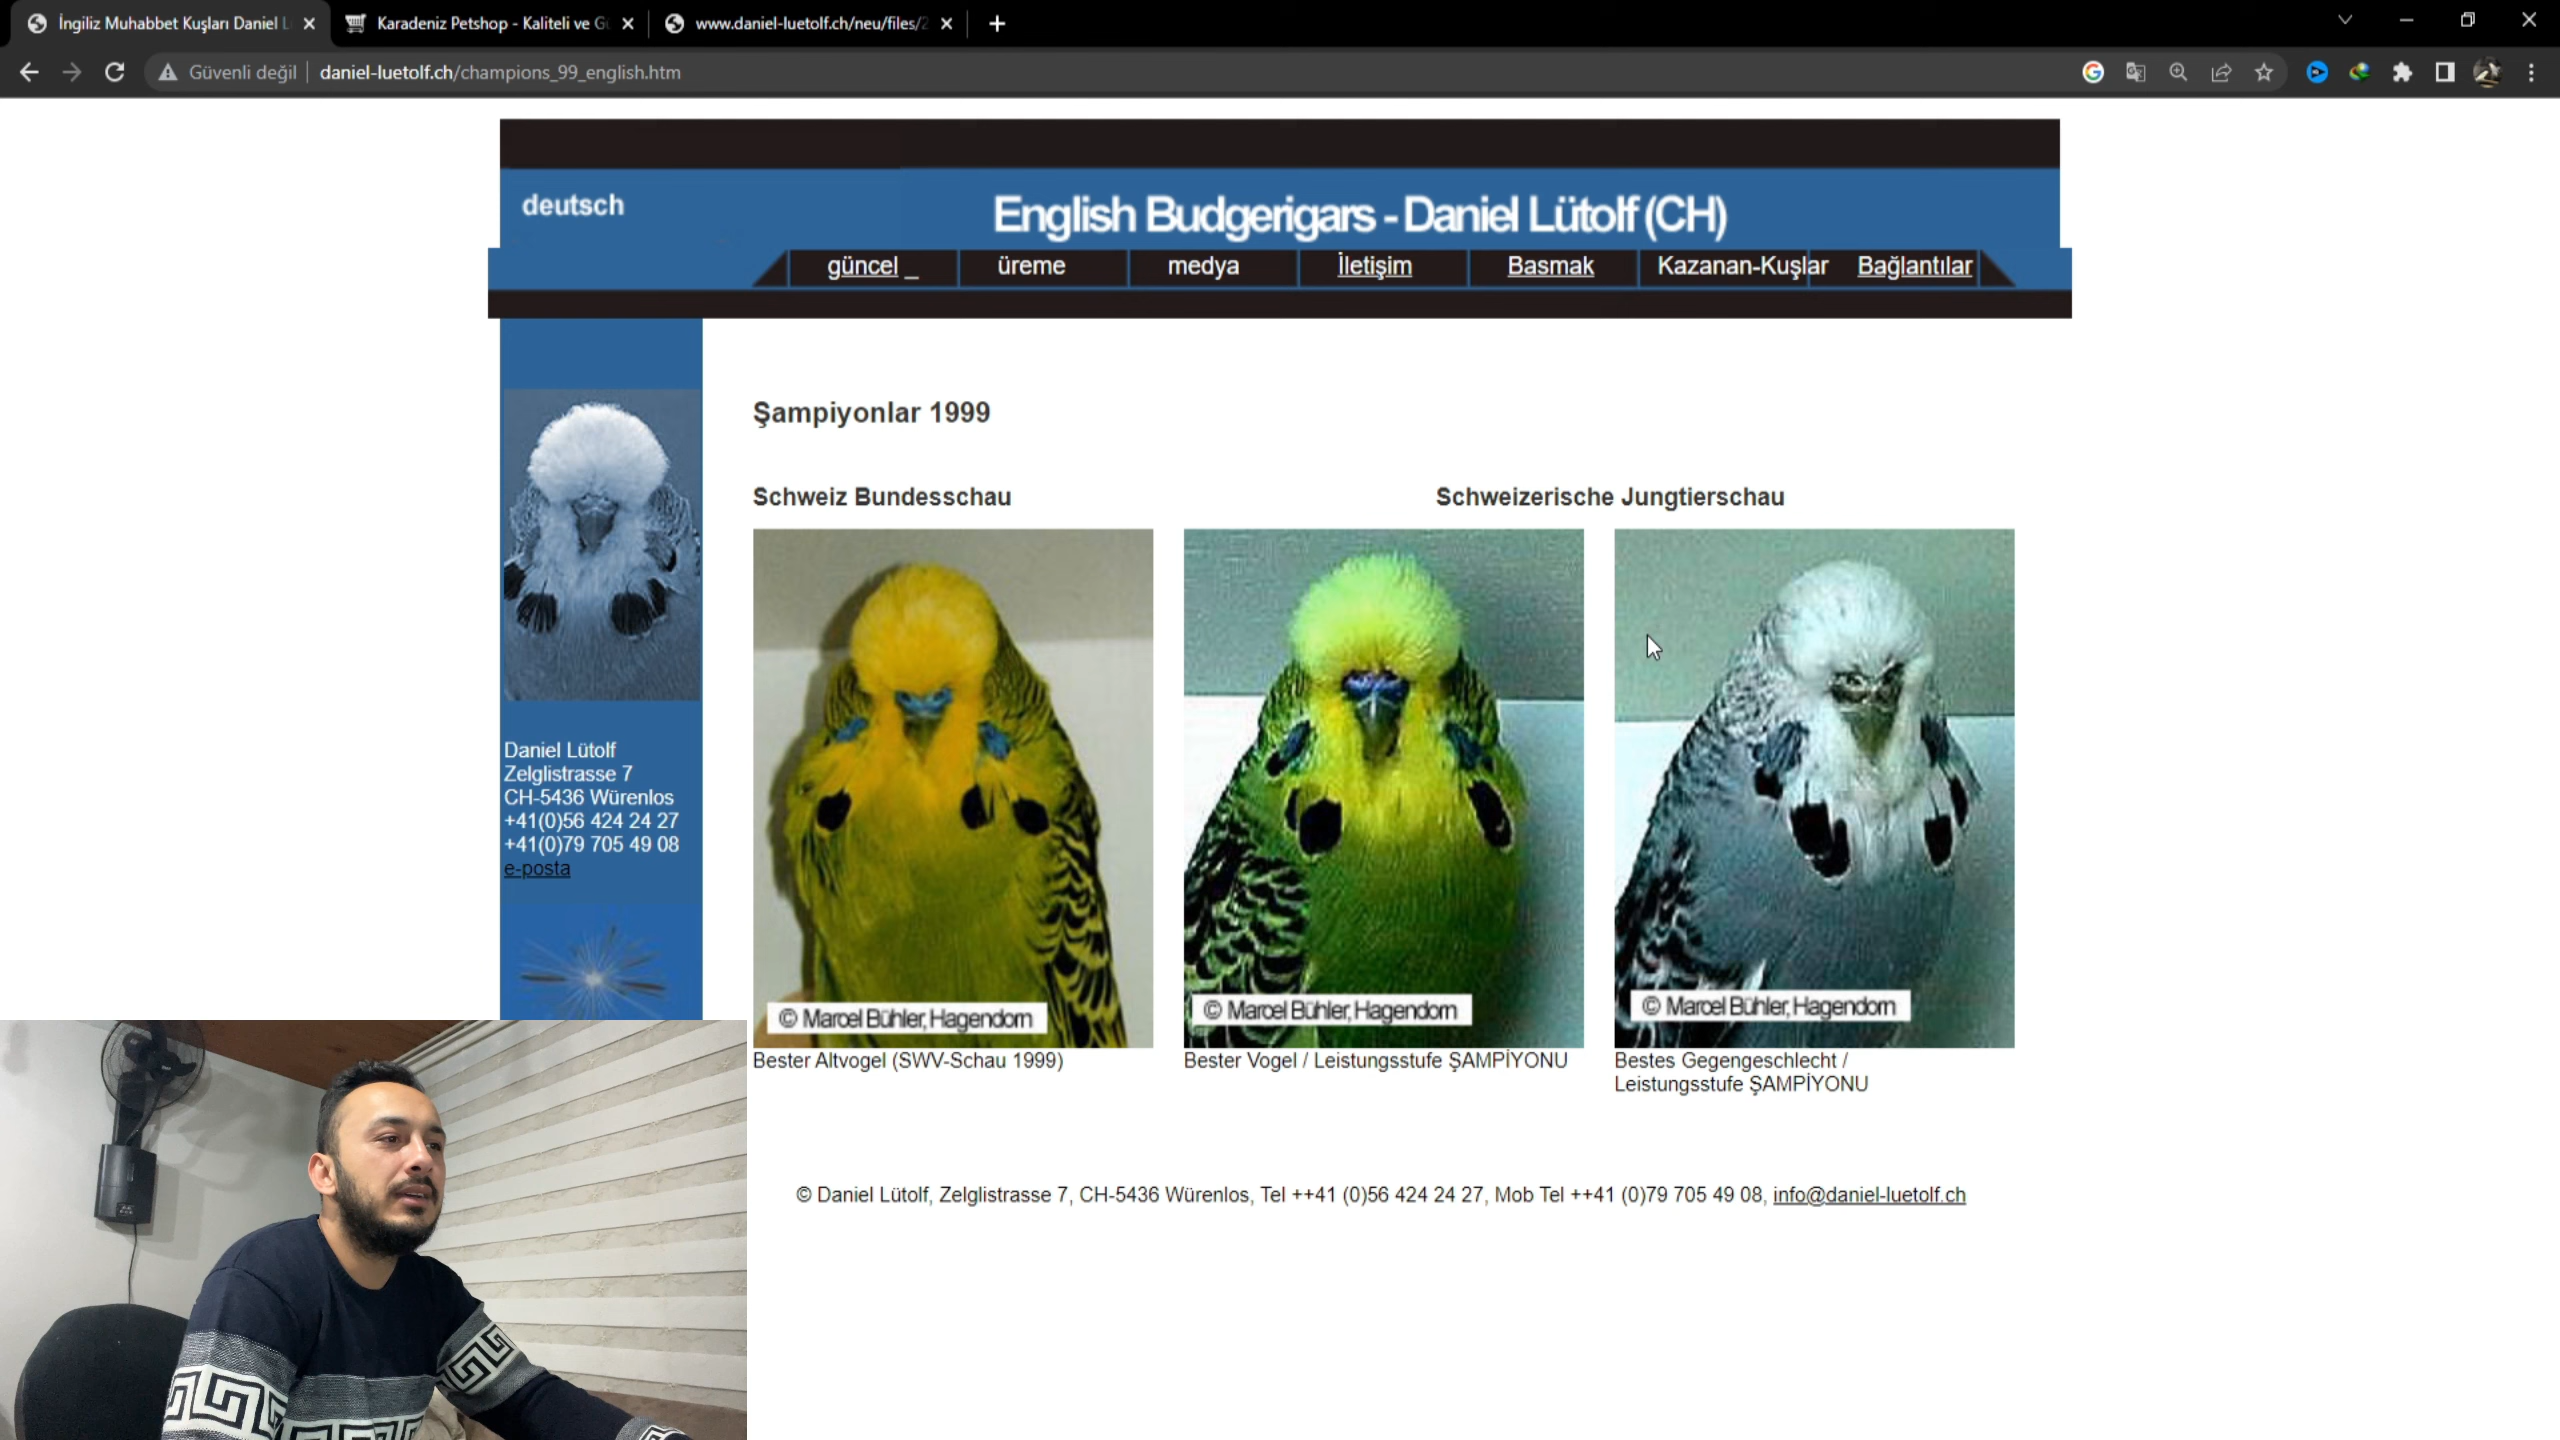 İngiliz Muhabbet Kuşları Daniel L
Karadeniz Petshop - Kaliteli ve G
www.daniel-luetolf.ch/neu/files/2
Güvenli değil
daniel-luetolf.ch/champions_99_english.htm
deutsch
English Budgerigars - Daniel Lütolf (CH)
güncel _
üreme
medya
İletişim
Basmak
Kazanan-Kuşlar
Bağlantılar
Şampiyonlar 1999
Schweiz Bundesschau
Schweizerische Jungtierschau
Daniel Lütolf
Zelglistrasse 7
CH-5436 Würenlos
+41(0)56 424 24 27
+41(0)79 705 49 08
e-posta
© Marcel Bühler, Hagendorn
© Marcel Bühler, Hagendorn
© Marcel Bühler, Hagendorn
Bester Altvogel (SWV-Schau 1999)
Bester Vogel / Leistungsstufe ŞAMPİYONU
Bestes Gegengeschlecht /
Leistungsstufe ŞAMPİYONU
© Daniel Lütolf, Zelglistrasse 7, CH-5436 Würenlos, Tel ++41 (0)56 424 24 27, Mob Tel ++41 (0)79 705 49 08, info@daniel-luetolf.ch